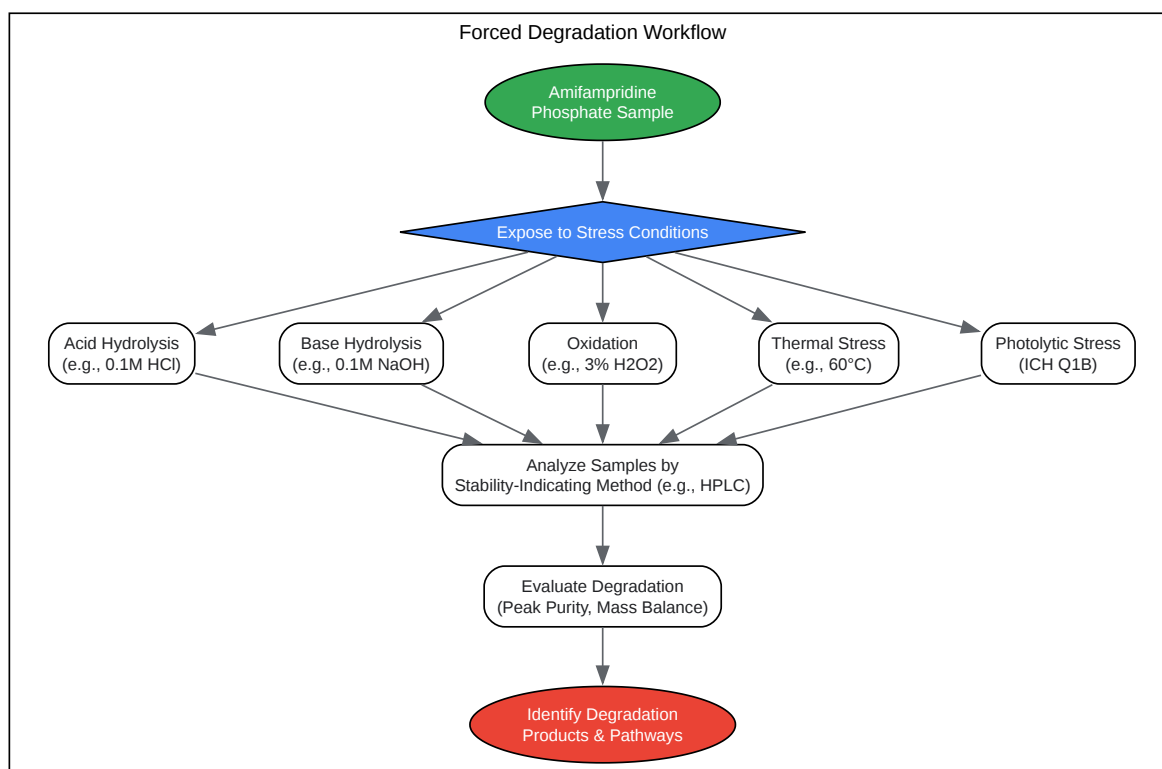 Forced Degradation Workflow
Amifampridine
Phosphate Sample
Expose to Stress Conditions
Acid Hydrolysis
(e.g., 0.1M HCl)
Base Hydrolysis
(e.g., 0.1M NaOH)
Oxidation
(e.g., 3% H2O2)
Thermal Stress
(e.g., 60°C)
Photolytic Stress
(ICH Q1B)
Analyze Samples by
Stability-Indicating Method (e.g., HPLC)
Evaluate Degradation
(Peak Purity, Mass Balance)
Identify Degradation
Products & Pathways